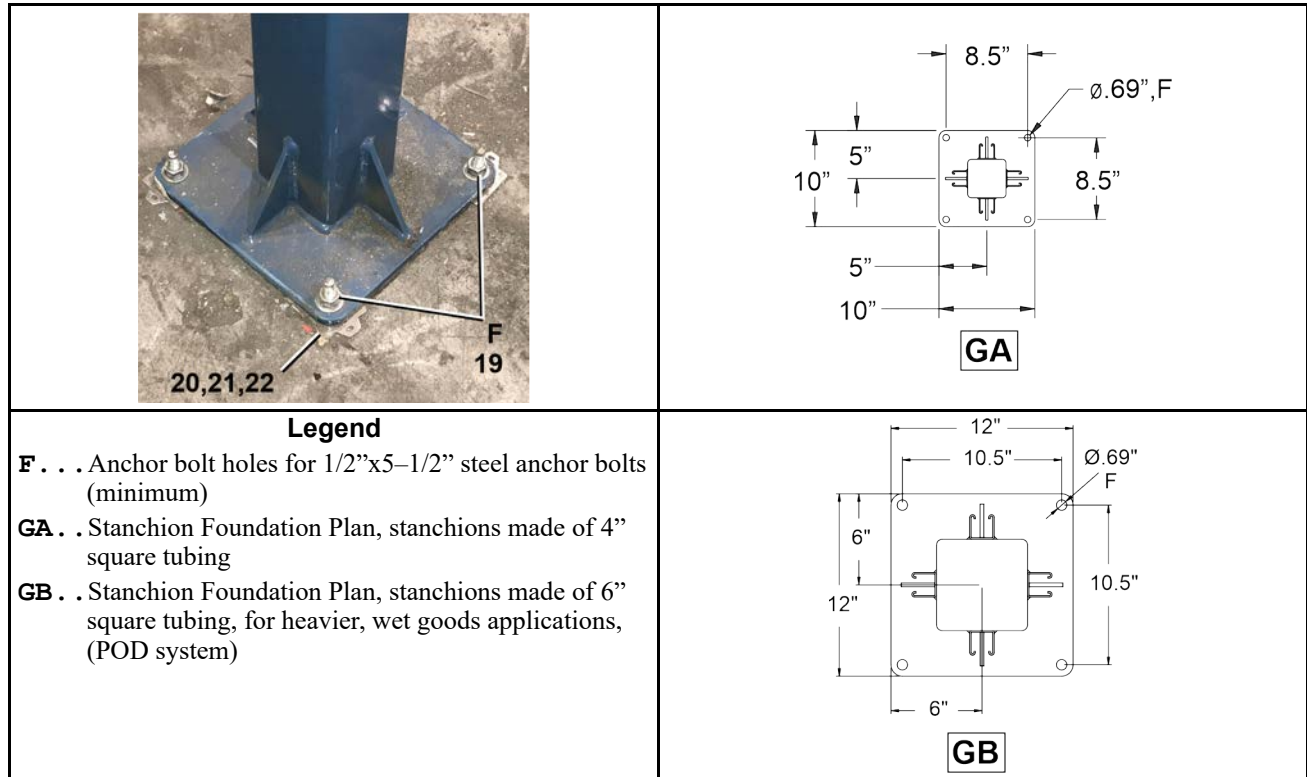 F
19
20,21,22
8.5”
Ø.69”,F
5”
10”
8.5”
5”
10”
GA
Legend
F...Anchor bolt holes for 1/2”x5–1/2” steel anchor bolts
(minimum)
GA..Stanchion Foundation Plan, stanchions made of 4”
square tubing
GB..Stanchion Foundation Plan, stanchions made of 6”
square tubing, for heavier, wet goods applications,
(POD system)
12"
10.5"
Ø.69"
F
6"
10.5"
12"
6"
GB